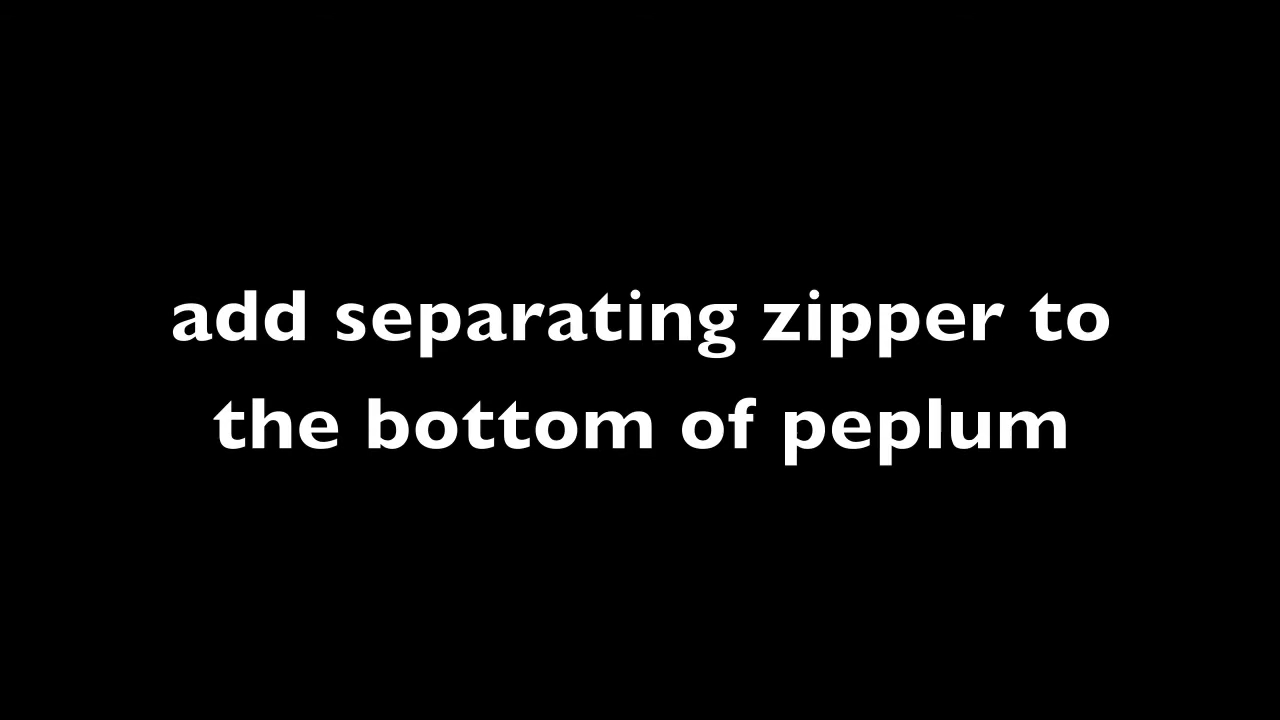 add separating zipper to
the bottom of peplum